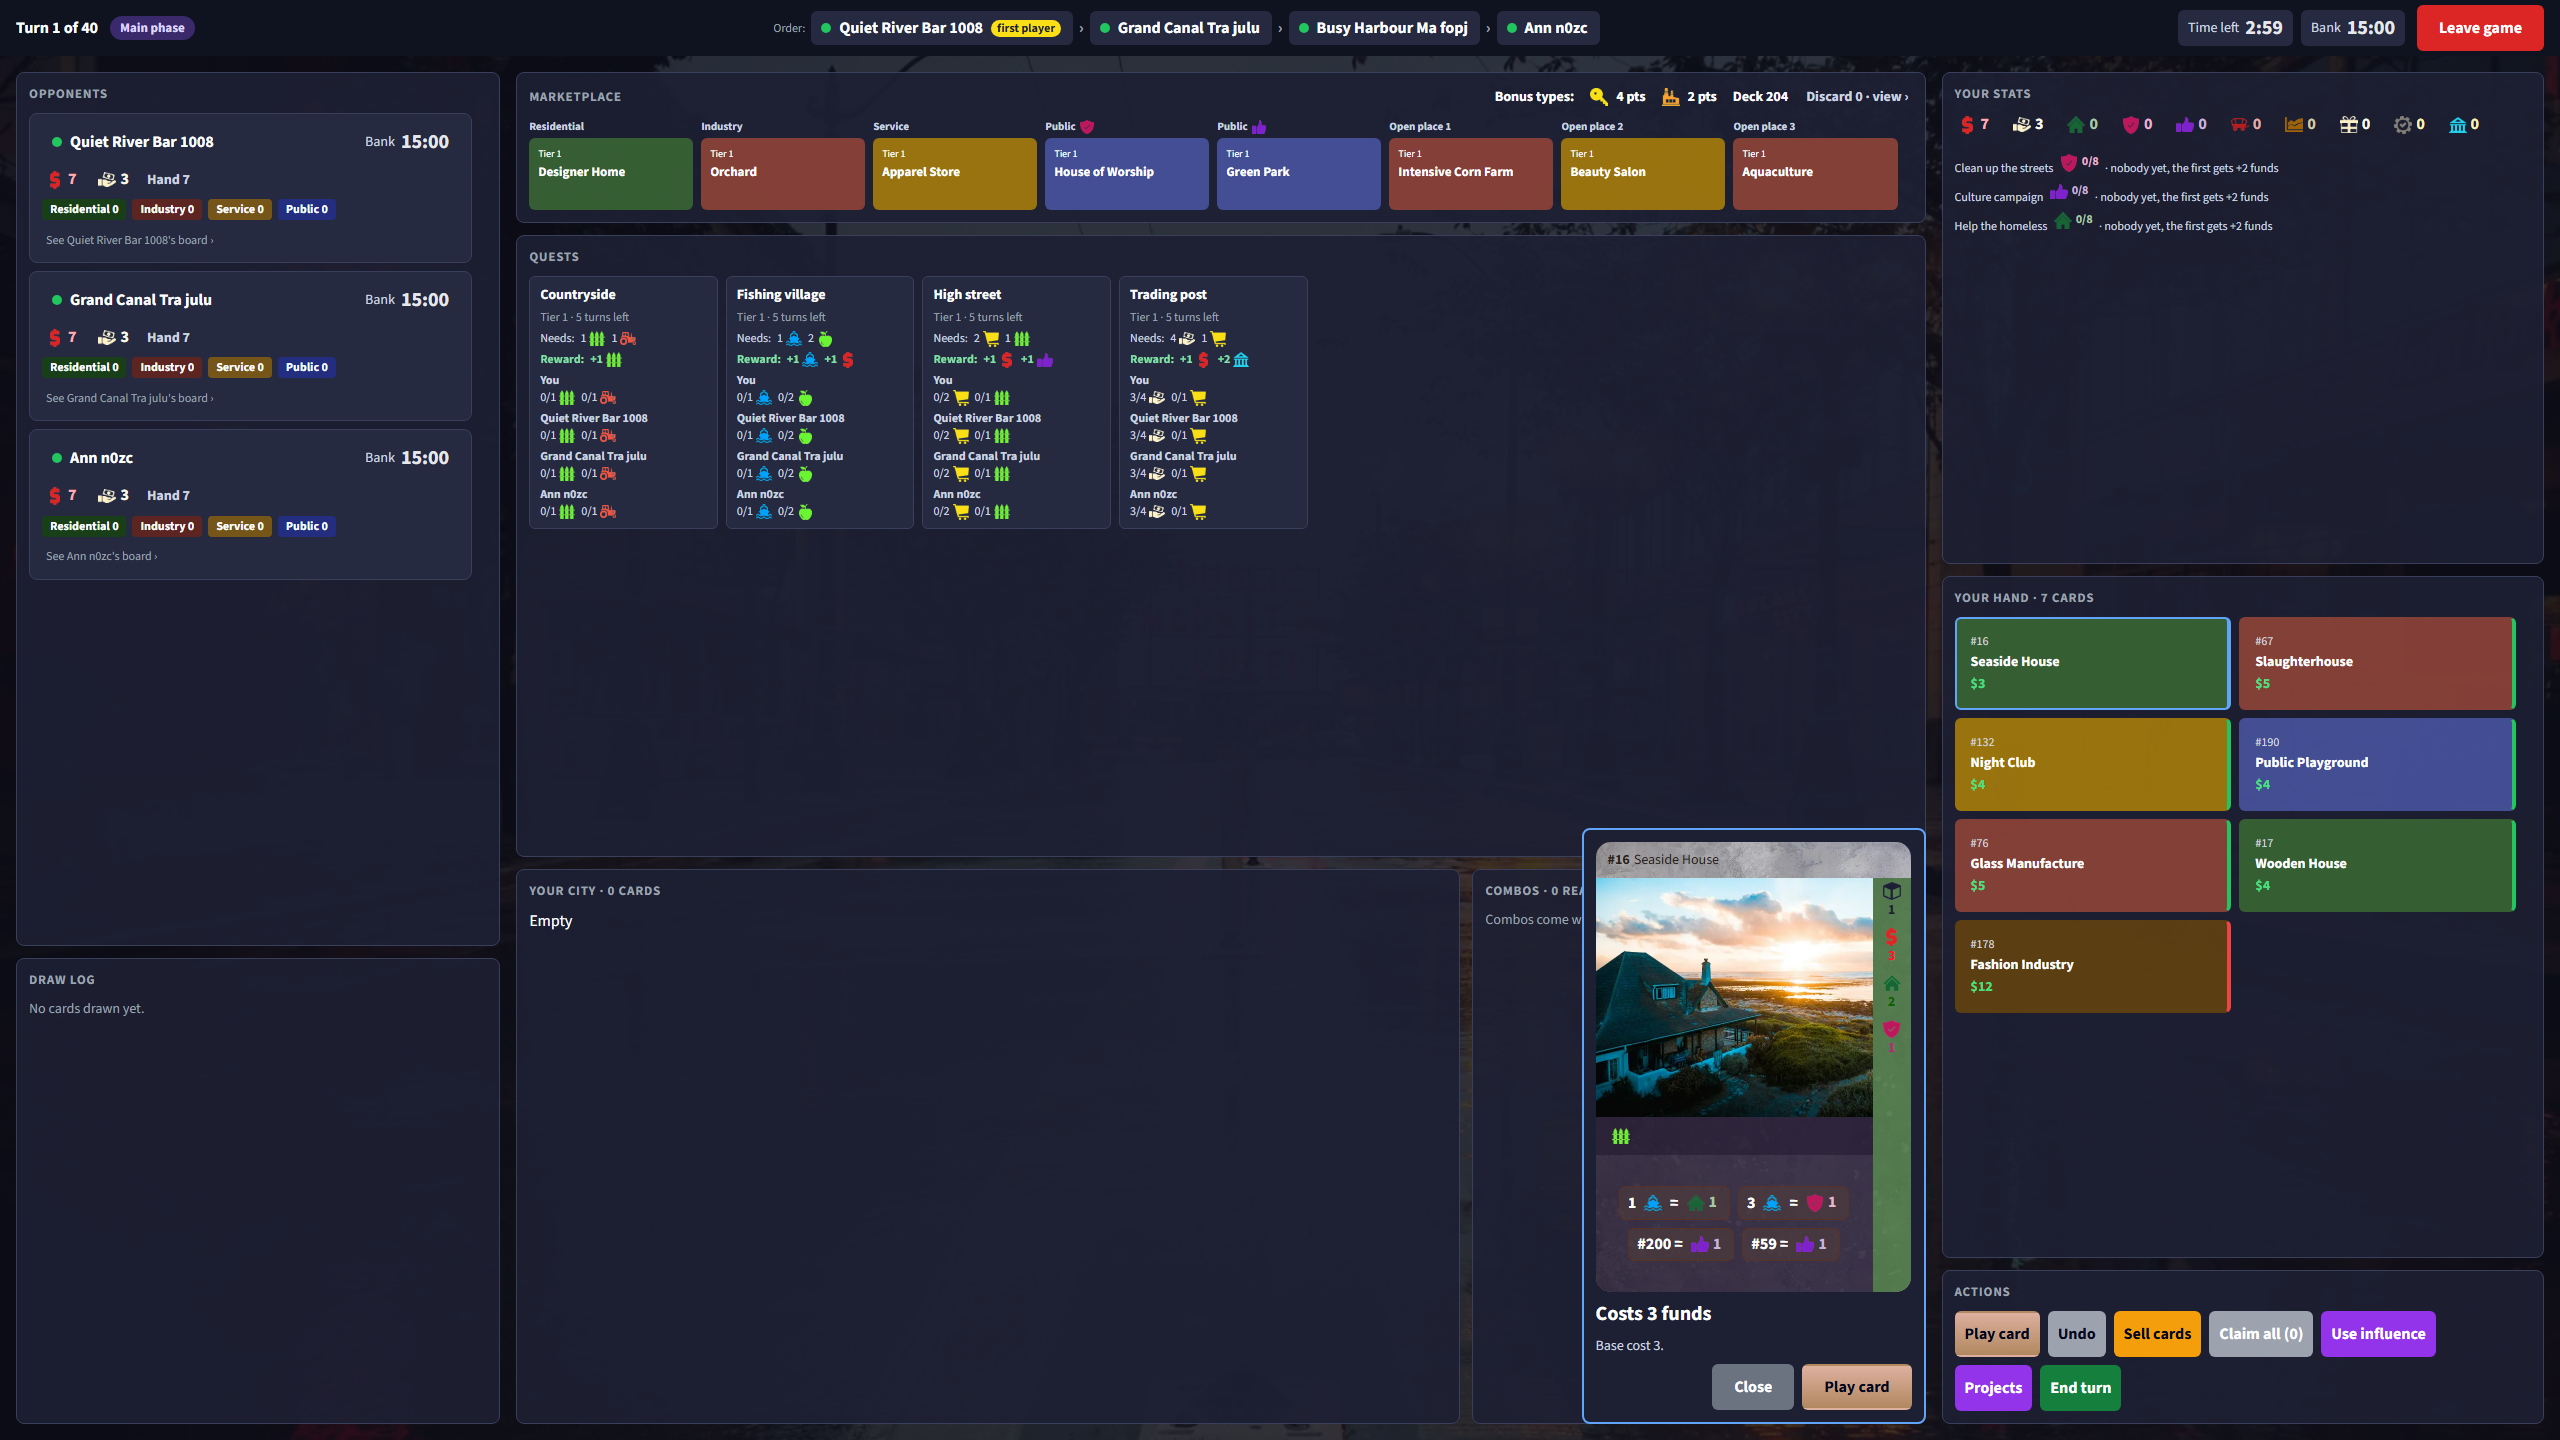 Turn 1 of 40 Main phase
Order: Quiet River Bar 1008 first player › Grand Canal Tra julu › Busy Harbour Ma fopj › Ann n0zc
Time left 2:59 Bank 15:00 Leave game
OPPONENTS
Quiet River Bar 1008 Bank 15:00
7 3 Hand 7
Residential 0 Industry 0 Service 0 Public 0
See Quiet River Bar 1008's board ›
Grand Canal Tra julu Bank 15:00
7 3 Hand 7
Residential 0 Industry 0 Service 0 Public 0
See Grand Canal Tra julu's board ›
Ann n0zc Bank 15:00
7 3 Hand 7
Residential 0 Industry 0 Service 0 Public 0
See Ann n0zc's board ›
DRAW LOG
No cards drawn yet.
MARKETPLACE
Bonus types: 4 pts 2 pts Deck 204 Discard 0 · view ›
Residential Industry Service Public Public Open place 1 Open place 2 Open place 3
Tier 1 Tier 1 Tier 1 Tier 1 Tier 1 Tier 1 Tier 1 Tier 1
Designer Home Orchard Apparel Store House of Worship Green Park Intensive Corn Farm Beauty Salon Aquaculture
QUESTS
Countryside
Tier 1 · 5 turns left
Needs: 1 1
Reward: +1
You
0/1 0/1
Quiet River Bar 1008
0/1 0/1
Grand Canal Tra julu
0/1 0/1
Ann n0zc
0/1 0/1
Fishing village
Tier 1 · 5 turns left
Needs: 1 2
Reward: +1 +1
You
0/1 0/2
Quiet River Bar 1008
0/1 0/2
Grand Canal Tra julu
0/1 0/2
Ann n0zc
0/1 0/2
High street
Tier 1 · 5 turns left
Needs: 2 1
Reward: +1 +1
You
0/2 0/1
Quiet River Bar 1008
0/2 0/1
Grand Canal Tra julu
0/2 0/1
Ann n0zc
0/2 0/1
Trading post
Tier 1 · 5 turns left
Needs: 4 1
Reward: +1 +2
You
3/4 0/1
Quiet River Bar 1008
3/4 0/1
Grand Canal Tra julu
3/4 0/1
Ann n0zc
3/4 0/1
YOUR CITY · 0 CARDS
Empty
COMBOS · 0 REA
Combos come w
#16 Seaside House
1
3
2
1
1 = 1 3 = 1
#200 = 1 #59 = 1
Costs 3 funds
Base cost 3.
Close Play card
YOUR STATS
7 3 0 0 0 0 0 0 0 0
Clean up the streets 0/8 · nobody yet, the first gets +2 funds
Culture campaign 0/8 · nobody yet, the first gets +2 funds
Help the homeless 0/8 · nobody yet, the first gets +2 funds
YOUR HAND · 7 CARDS
#16
Seaside House
$3
#67
Slaughterhouse
$5
#132
Night Club
$4
#190
Public Playground
$4
#76
Glass Manufacture
$5
#17
Wooden House
$4
#178
Fashion Industry
$12
ACTIONS
Play card Undo Sell cards Claim all (0) Use influence
Projects End turn